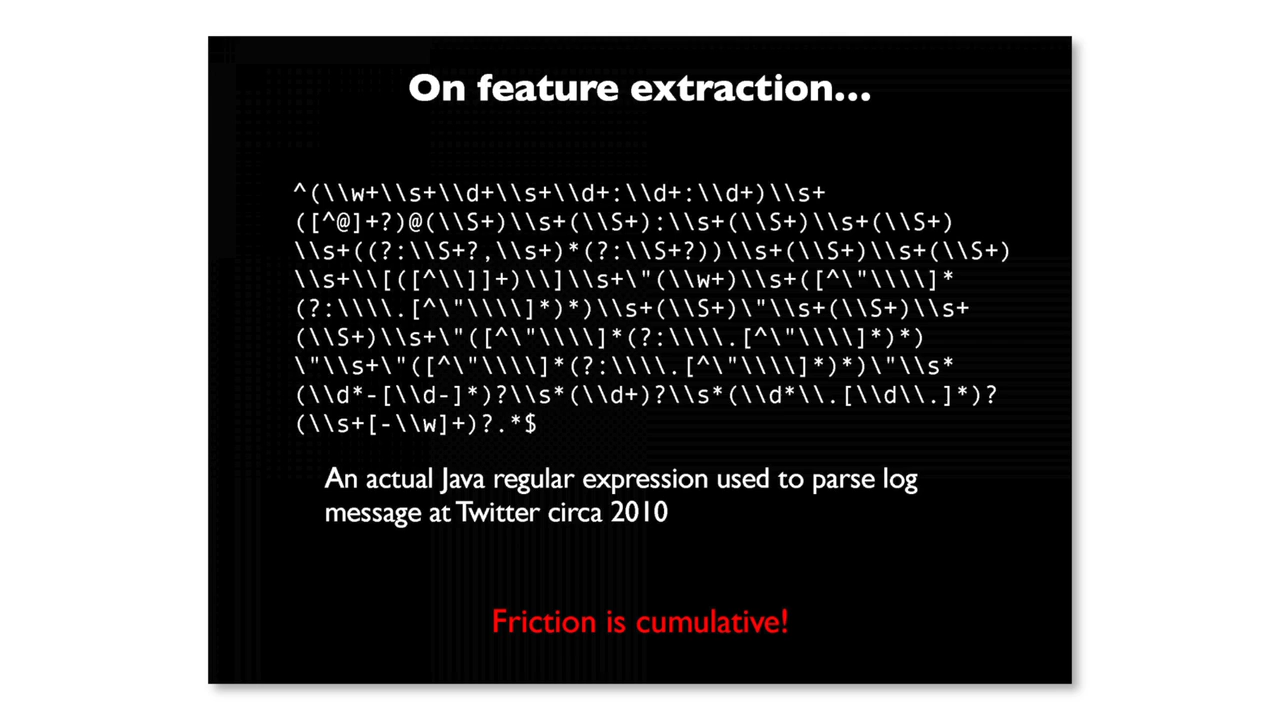 On feature extraction...
^(\\w+\\s+\\d+\\s+\\d+:\\d+:\\d+)\\s+
([^@]+?)@(\\S+)\\s+(\\S+):\\s+(\\S+)\\s+(\\S+)
\\s+((?:\\S+?,\\s+)*(?:\\S+?))\\s+(\\S+)\\s+(\\S+)
\\s+\\[([^\\]]+)\\]\\s+\"(\\w+)\\s+([^\"\\\\]*
(?:\\\\.[^\"\\\\]*)*)\\s+(\\S+)\"\\s+(\\S+)\\s+
(\\S+)\\s+\"([^\"\\\\]*(?:\\\\.[^\"\\\\]*)*)
\"\\s+\"([^\"\\\\]*(?:\\\\.[^\"\\\\]*)*)\"\\s*
(\\d*-[\\d-]*)?\\s*(\\d+)?\\s*(\\d*\\.[\\d\\.]*)?
(\\s+[-\\w]+)?.*$
An actual Java regular expression used to parse log
message at Twitter circa 2010
Friction is cumulative!